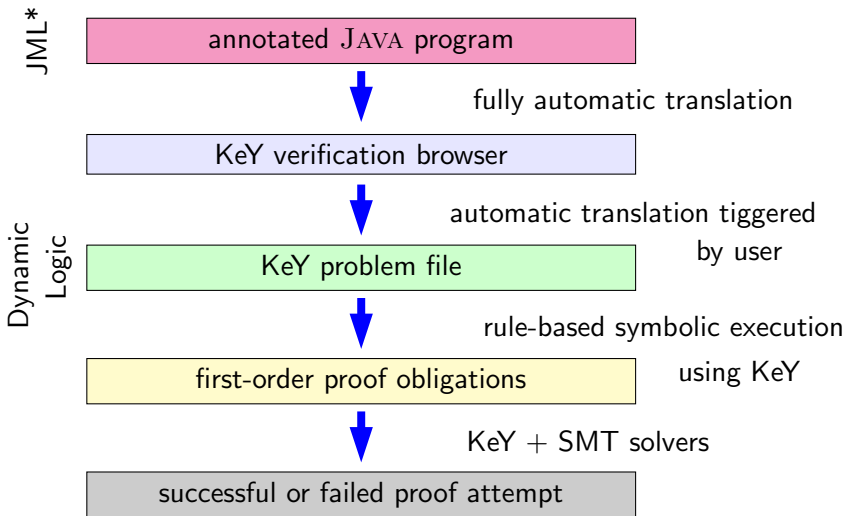 JML*
annotated JAVA program
fully automatic translation
KeY verification browser
automatic translation tiggered
by user
Dynamic
Logic
KeY problem file
rule-based symbolic execution
using KeY
first-order proof obligations
KeY + SMT solvers
successful or failed proof attempt